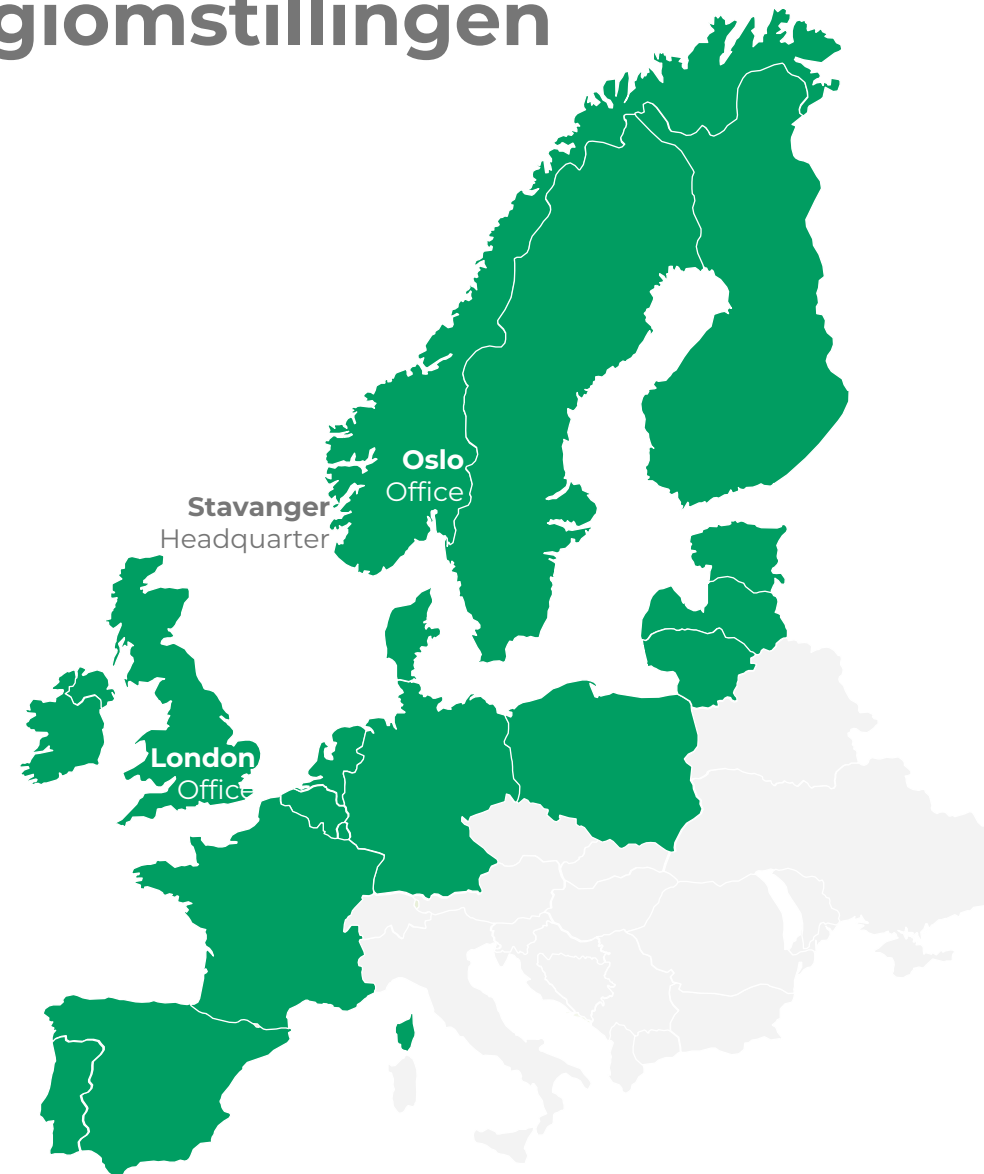 giomstillingen
Oslo
Office
Stavanger
Headquarter
London
Office